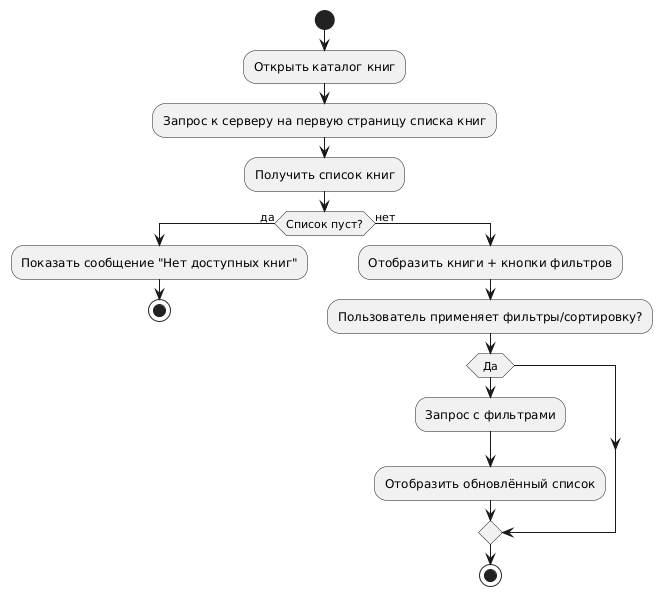 Открыть каталог книг
Запрос к серверу на первую страницу списка книг
Получить список книг
да
Список пуст?
нет
Показать сообщение "Нет доступных книг"
Отобразить книги + кнопки фильтров
Пользователь применяет фильтры/сортировку?
Да
Запрос с фильтрами
Отобразить обновлённый список